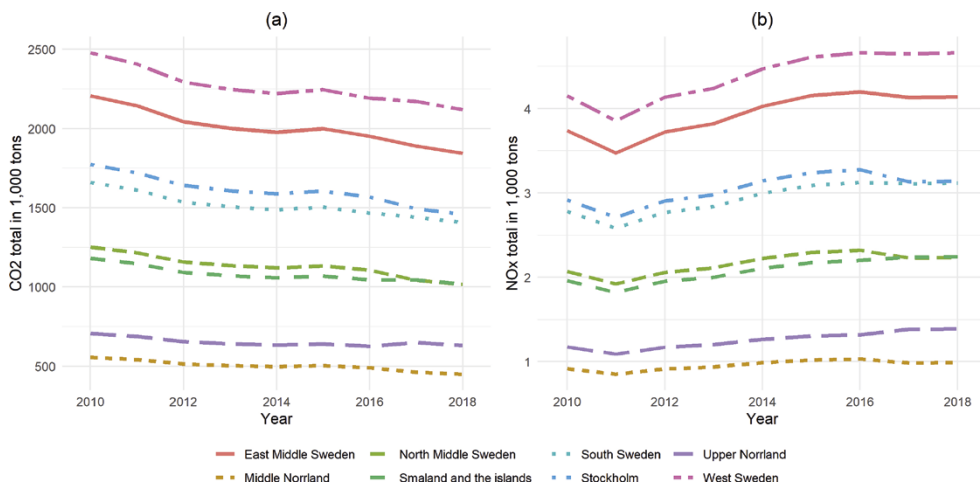 (a)
(b)
CO2 total in 1,000 tons
2500
2000
1500
1000
500
2010
2012
2014
2016
2018
Year
NOx total in 1,000 tons
4
3
2
1
2010
2012
2014
2016
2018
Year
East Middle Sweden
North Middle Sweden
South Sweden
Upper Norrland
Middle Norrland
Smaland and the islands
Stockholm
West Sweden